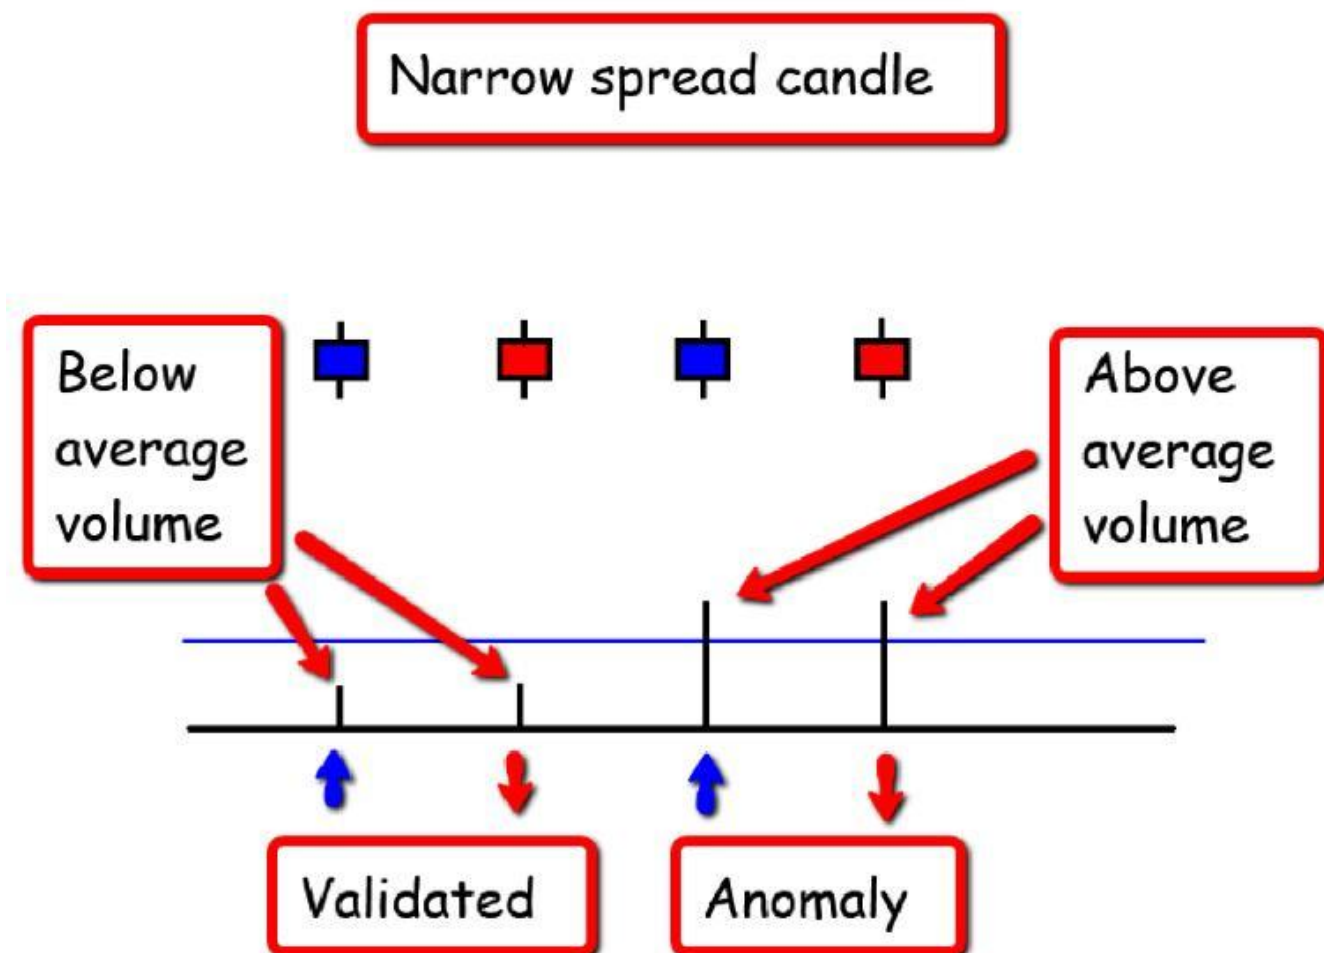 Narrow spread candle
Below
average
volume
Above
average
volume
Validated
Anomaly